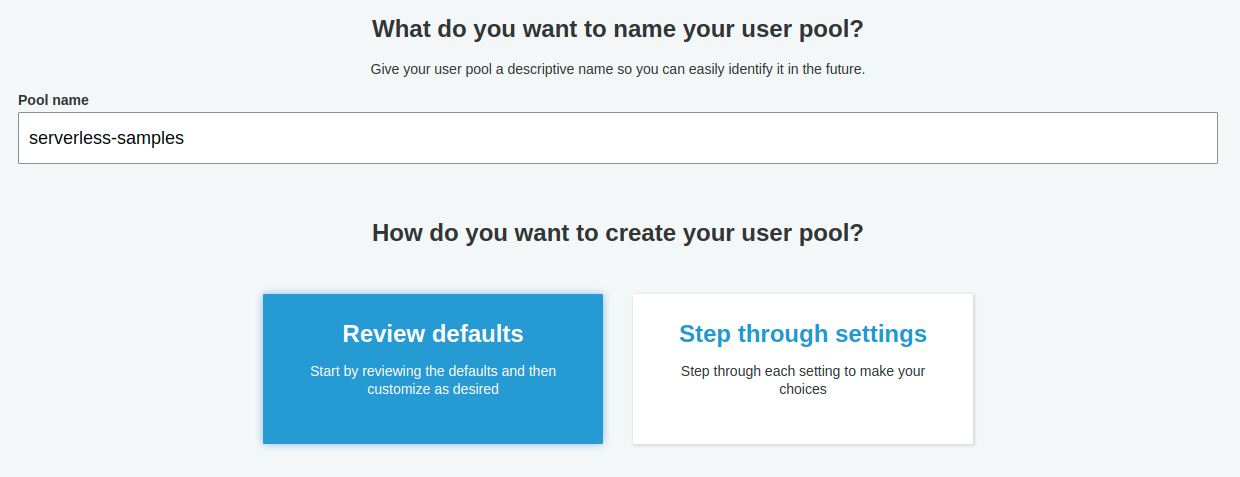 What do you want to name your user pool?
Give your user pool a descriptive name so you can easily identify it in the future.
Pool name
serverless-samples
How do you want to create your user pool?
Review defaults
Start by reviewing the defaults and then
customize as desired
Step through settings
Step through each setting to make your
choices